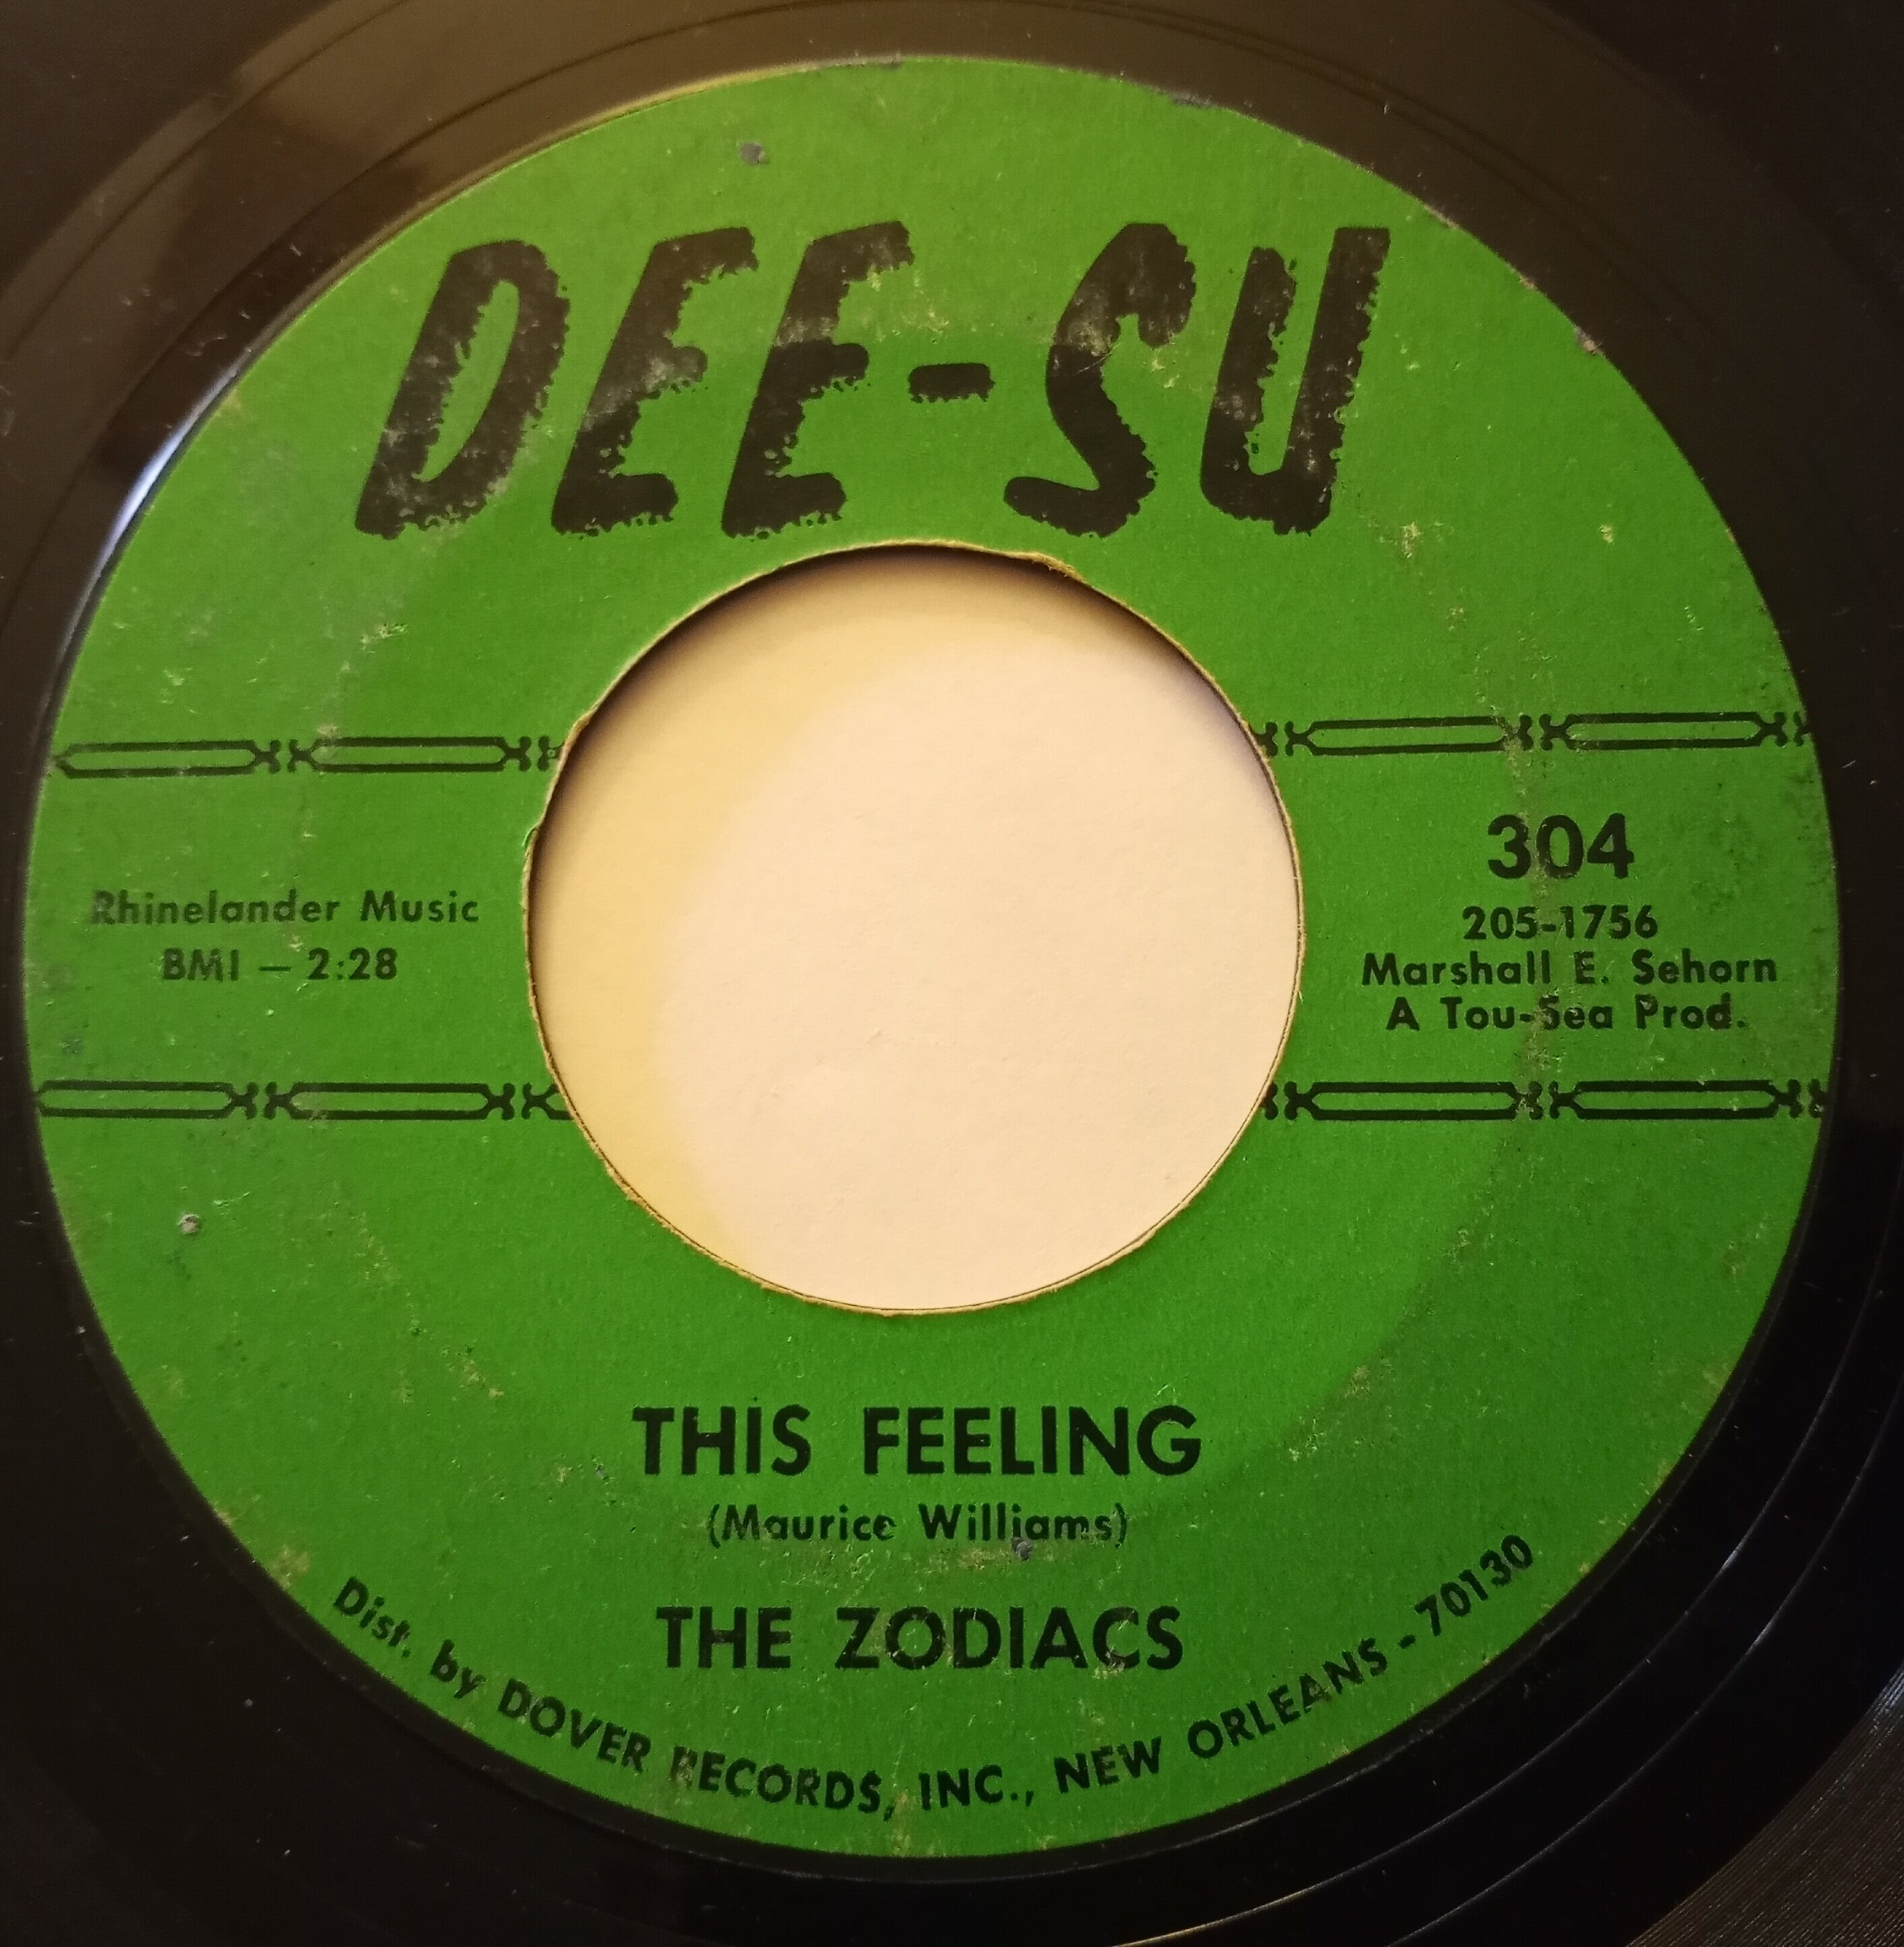 DEE-SU
Rhinelander Music
BMI — 2:28
304
205-1756
Marshall E. Sehorn
A Tou-Sea Prod.
THIS FEELING
(Maurice Williams)
THE ZODIACS
Dist. by DOVER RECORDS, INC., NEW ORLEANS - 70130